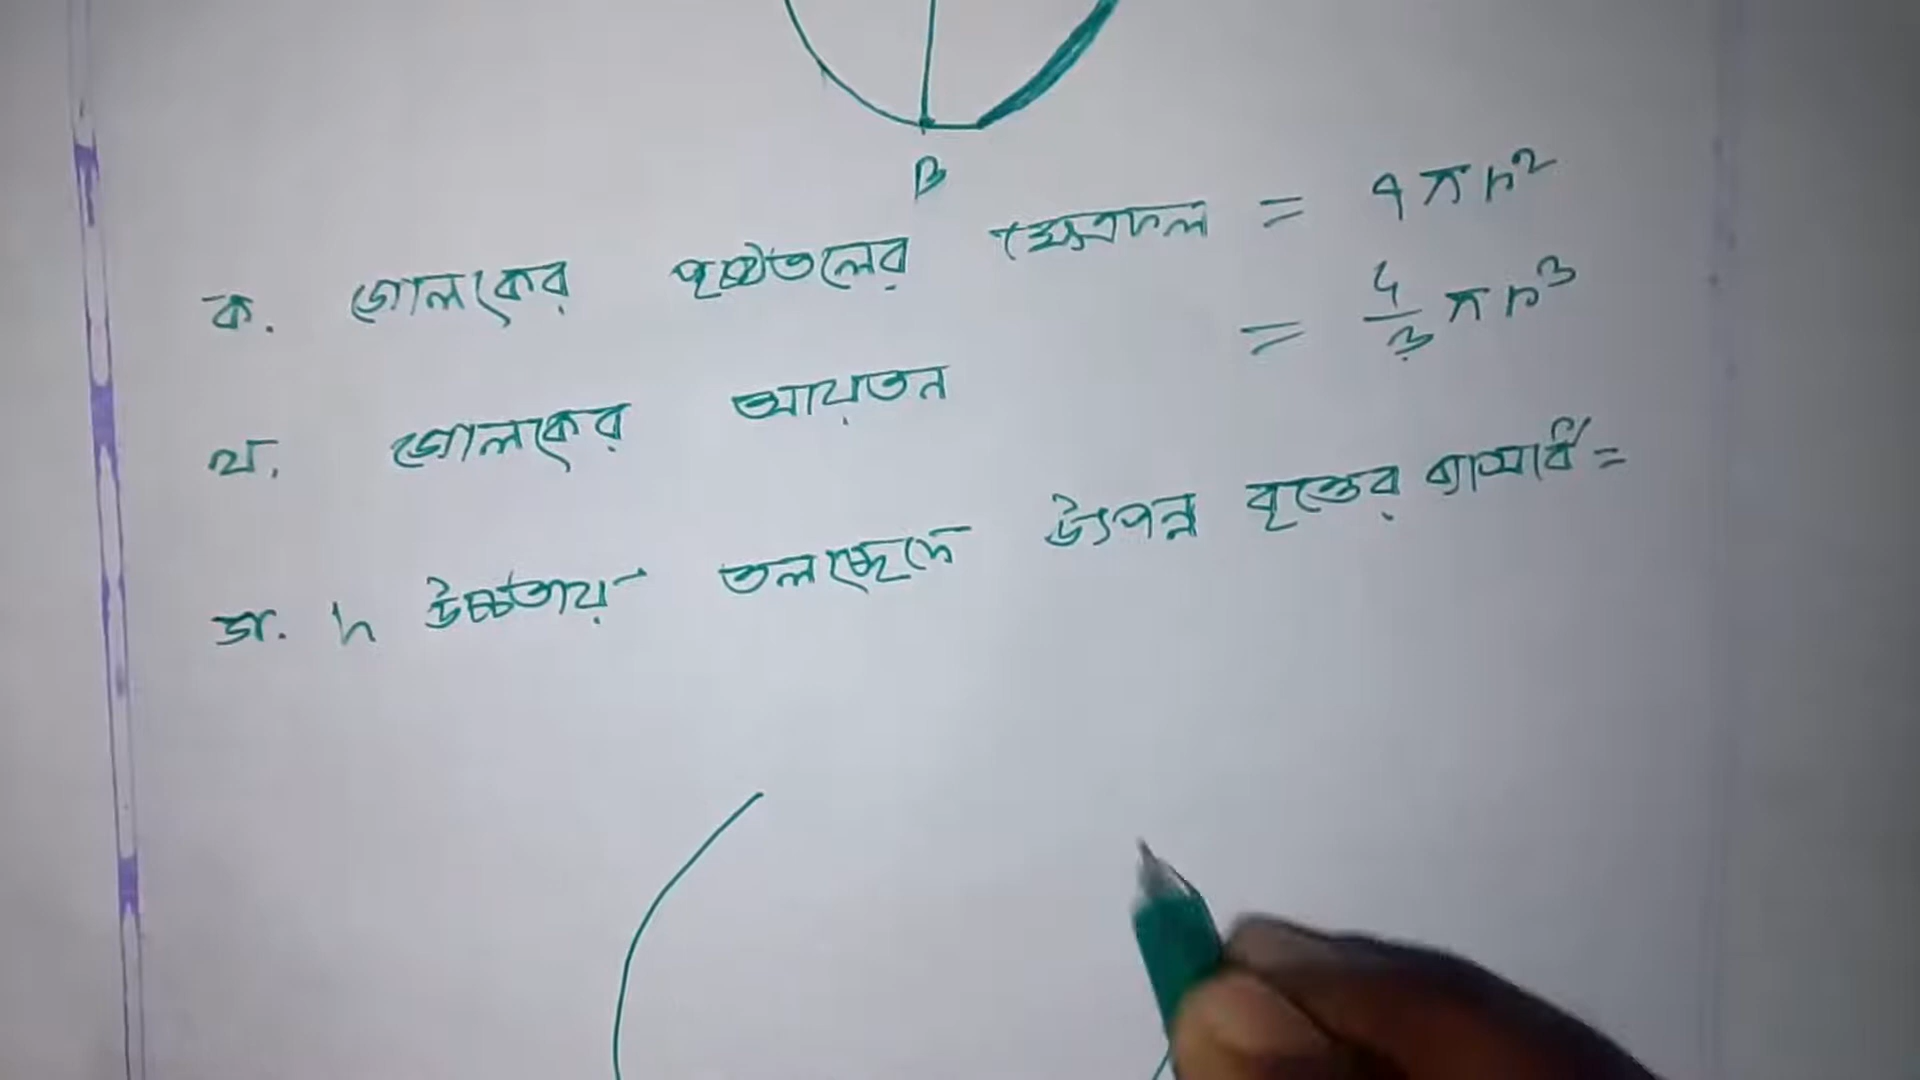 B
ক. গোলকের পৃষ্ঠতলের ক্ষেত্রফল = 4πr²
খ. গোলকের আয়তন = 4/3 πr³
গ. h উচ্চতায় তলচ্ছেদে উৎপন্ন বৃত্তের ব্যাসার্ধ =